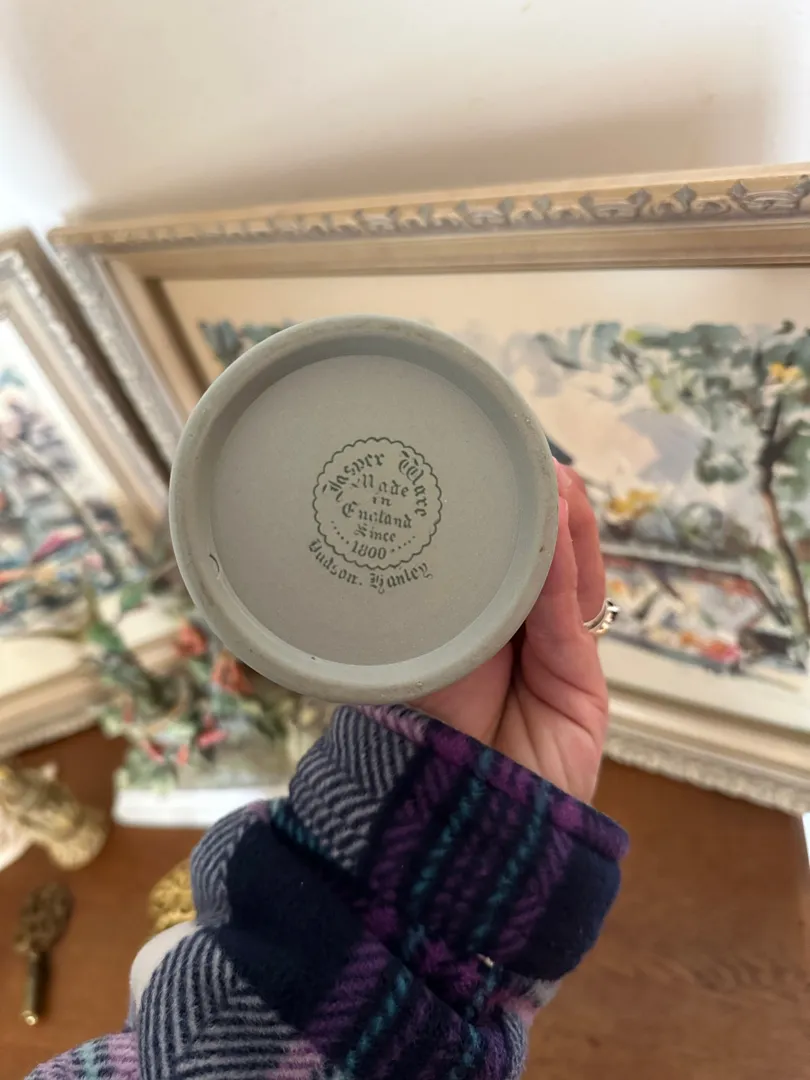 Jasper Ware
Made
in
England
Since
1800
Dudson. Hanley